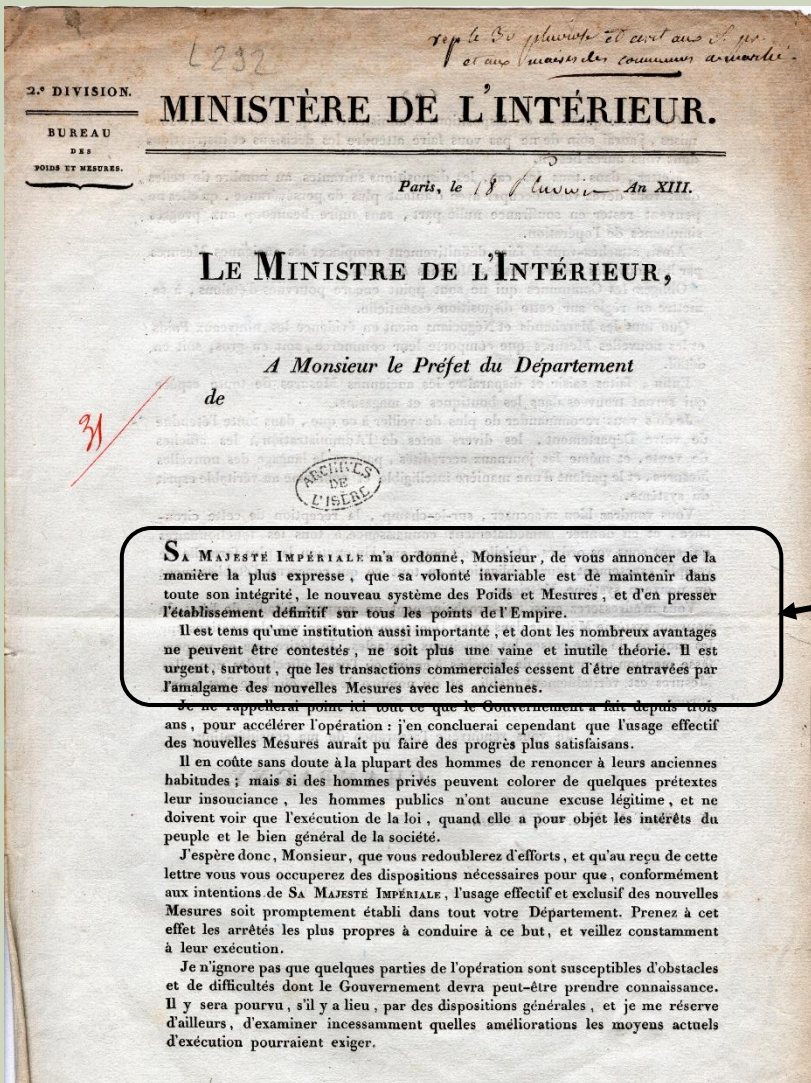 L 292
rep le 30 pluviose et écrit aux S. pr.
et aux maires des communes à marché.
2.e DIVISION.
BUREAU
DES
POIDS ET MESURES.
MINISTÈRE DE L'INTÉRIEUR.
Paris, le 18 Pluviose An XIII.
LE MINISTRE DE L'INTÉRIEUR,
A Monsieur le Préfet du Département
de
31
ARCHIVES
DE
L'ISÈRE
SA MAJESTÉ IMPÉRIALE m'a ordonné, Monsieur, de vous annoncer de la
manière la plus expresse, que sa volonté invariable est de maintenir dans
toute son intégrité, le nouveau système des Poids et Mesures, et d'en presser
l'établissement définitif sur tous les points de l'Empire.
Il est tems qu'une institution aussi importante, et dont les nombreux avantages
ne peuvent être contestés, ne soit plus une vaine et inutile théorie. Il est
urgent, surtout, que les transactions commerciales cessent d'être entravées par
l'amalgame des nouvelles Mesures avec les anciennes.
Je ne rappellerai point ici tout ce que le Gouvernement a fait depuis trois
ans, pour accélérer l'opération : j'en concluerai cependant que l'usage effectif
des nouvelles Mesures aurait pu faire des progrès plus satisfaisans.
Il en coûte sans doute à la plupart des hommes de renoncer à leurs anciennes
habitudes ; mais si des hommes privés peuvent colorer de quelques prétextes
leur insouciance, les hommes publics n'ont aucune excuse légitime, et ne
doivent voir que l'exécution de la loi, quand elle a pour objet les intérêts du
peuple et le bien général de la société.
J'espère donc, Monsieur, que vous redoublerez d'efforts, et qu'au reçu de cette
lettre vous vous occuperez des dispositions nécessaires pour que, conformément
aux intentions de SA MAJESTÉ IMPÉRIALE, l'usage effectif et exclusif des nouvelles
Mesures soit promptement établi dans tout votre Département. Prenez à cet
effet les arrêtés les plus propres à conduire à ce but, et veillez constamment
à leur exécution.
Je n'ignore pas que quelques parties de l'opération sont susceptibles d'obstacles
et de difficultés dont le Gouvernement devra peut-être prendre connaissance.
Il y sera pourvu, s'il y a lieu, par des dispositions générales, et je me réserve
d'ailleurs, d'examiner incessamment quelles améliorations les moyens actuels
d'exécution pourraient exiger.